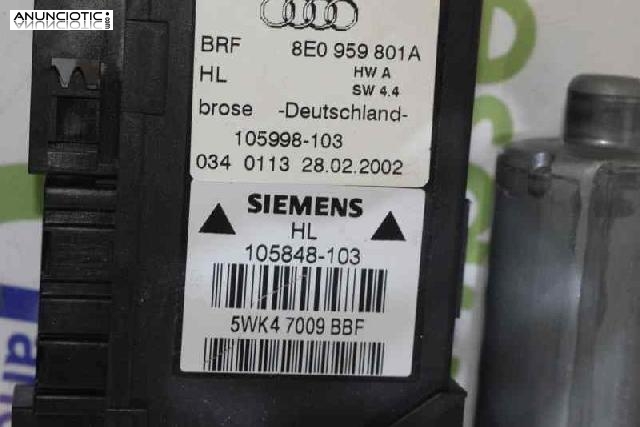 ANUNCIOTIC
.com
BRF 8E0 959 801A
HL HW A
SW 4.4
brose -Deutschland-
105998-103
034 0113 28.02.2002
SIEMENS
HL
105848-103
5WK4 7009 BBF